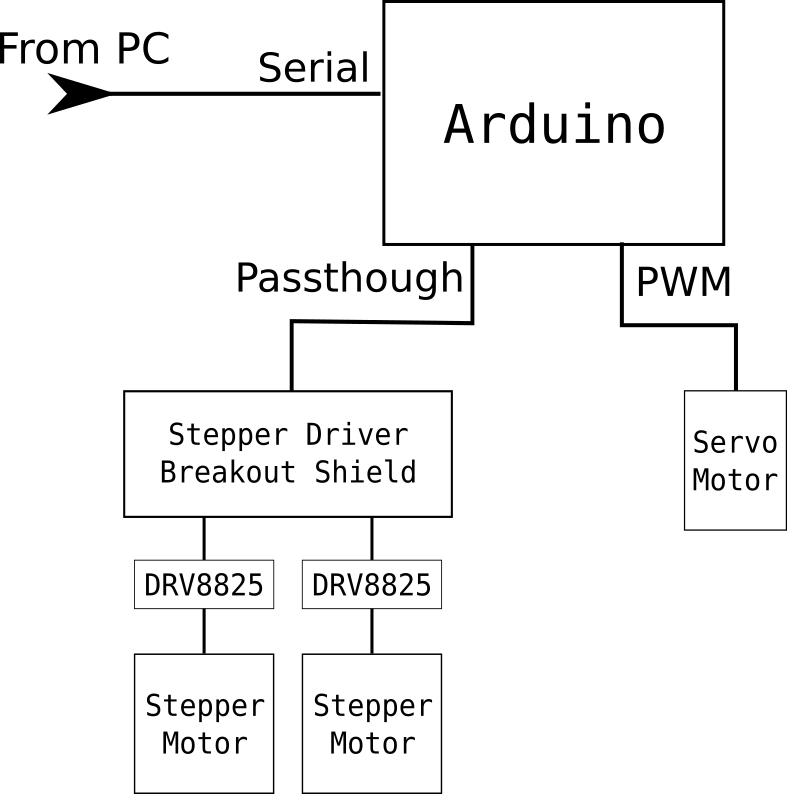 From PC
Serial
Arduino
Passthough
PWM
Stepper Driver
Breakout Shield
Servo
Motor
DRV8825
DRV8825
Stepper
Motor
Stepper
Motor